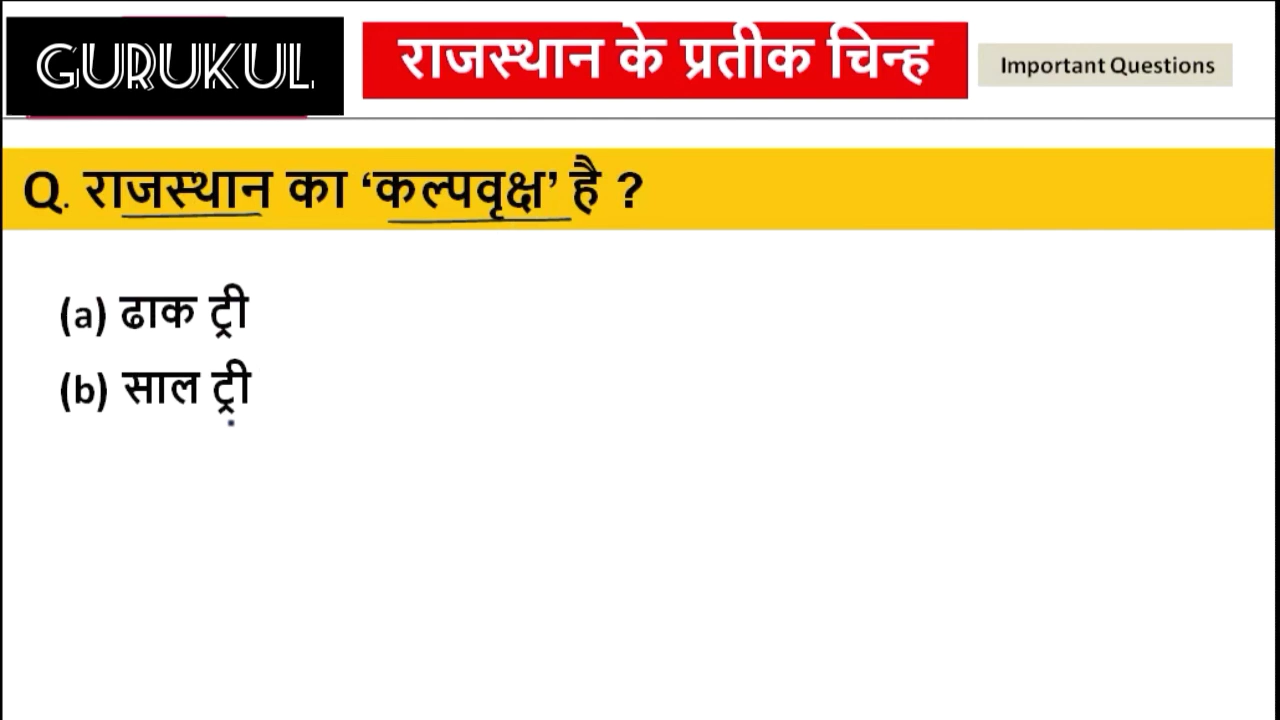 GURUKUL
राजस्थान के प्रतीक चिन्ह
Important Questions
Q. राजस्थान का ‘कल्पवृक्ष’ है ?
(a) ढाक ट्री
(b) साल ट्री